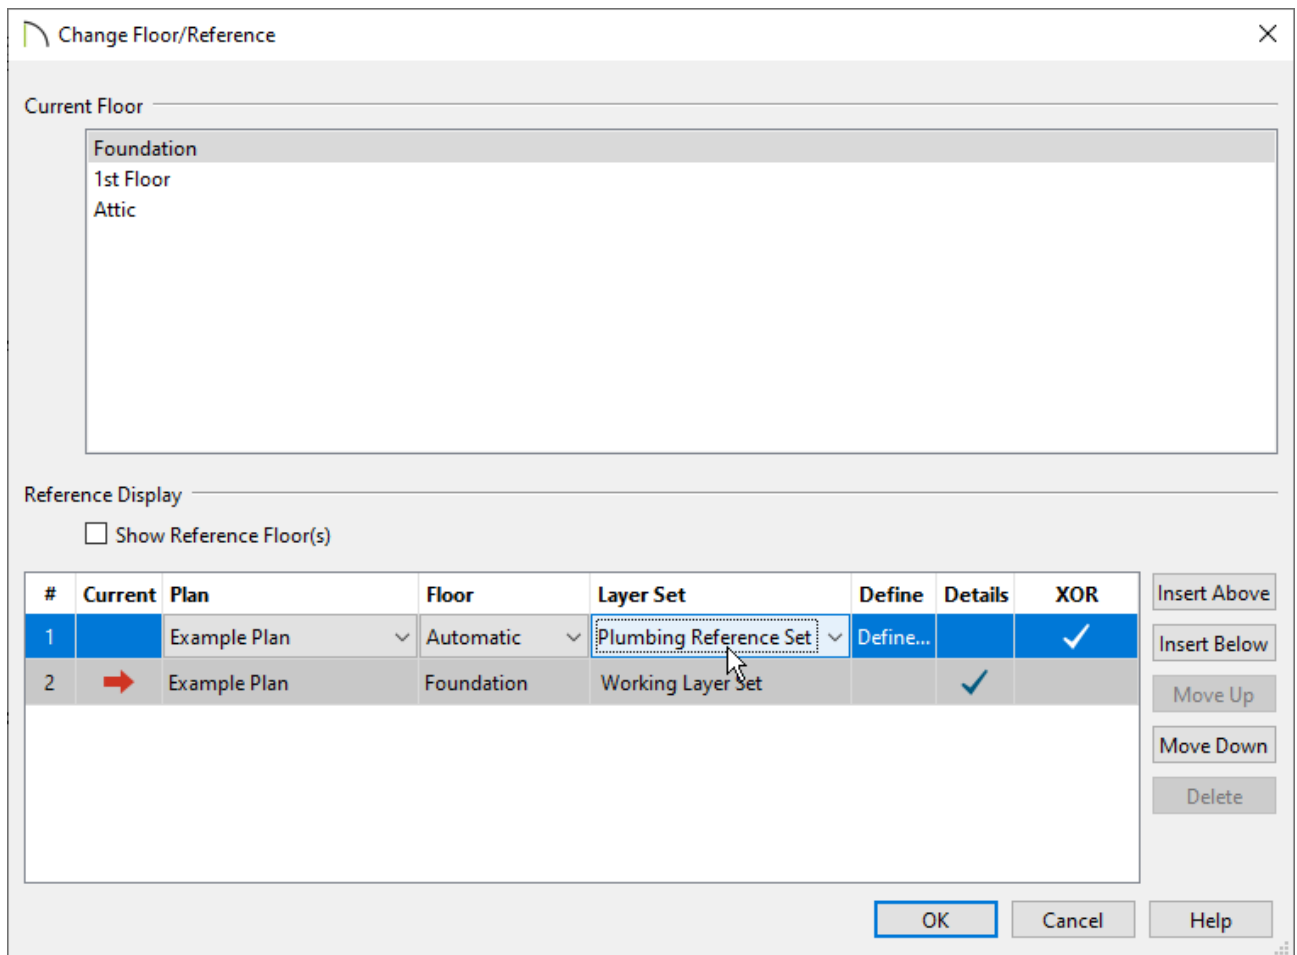 Change Floor/Reference
Current Floor
Foundation
1st Floor
Attic
Reference Display
Show Reference Floor(s)
# Current Plan Floor Layer Set Define Details XOR
1 Example Plan Automatic Plumbing Reference Set Define...
2 Example Plan Foundation Working Layer Set
Insert Above
Insert Below
Move Up
Move Down
Delete
OK Cancel Help